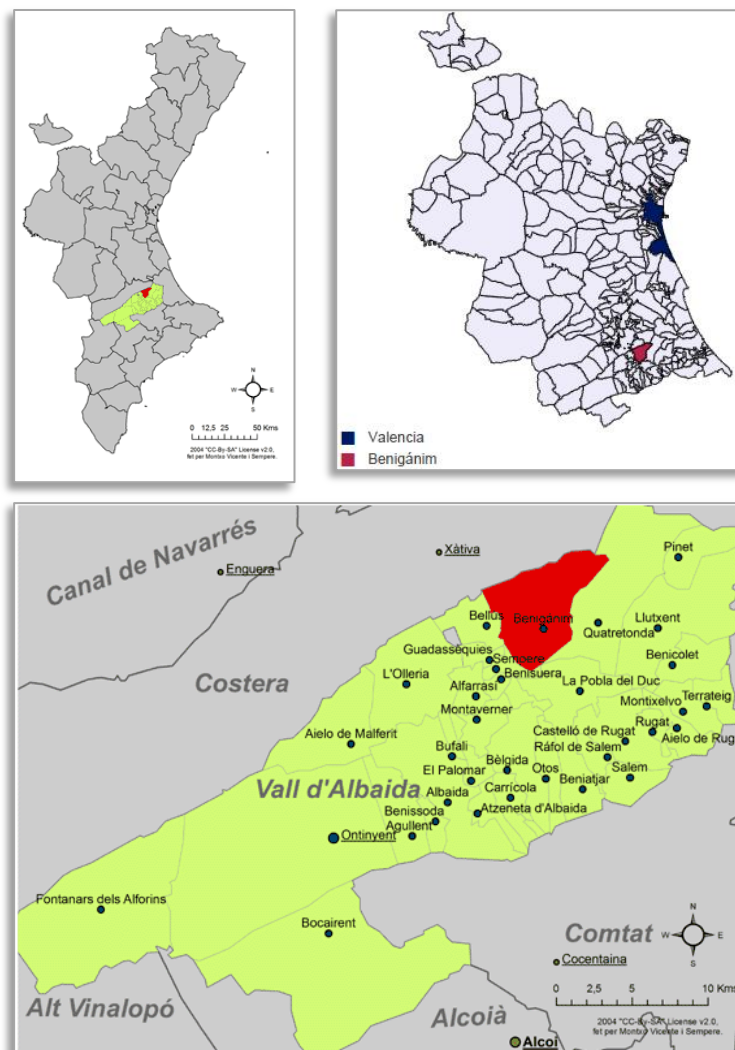 N
W
E
S
0 12,5 25 50 Kms
2004 "CC-By-SA" License v2.0,
fet per Montxo Vicente i Sempere.
Valencia
Benigánim
Canal de Navarrés
Enguera
Xàtiva
Pinet
Bellús
Benigànim
Quatretonda
Llutxent
Guadassèquies
Sempere
Benicolet
Costera
L'Olleria
Benisuera
Alfarrasí
La Pobla del Duc
Terrateig
Montixelvo
Montaverner
Castelló de Rugat
Rugat
Aielo de Rug
Aielo de Malferit
Bufali
Ráfol de Salem
Bèlgida
El Palomar
Otos
Salem
Vall d'Albaida
Albaida
Carrícola
Beniatjar
Benissoda
Atzeneta d'Albaida
Agullent
Ontinyent
Fontanars dels Alforins
Bocairent
Comtat
N
W
E
S
Cocentaina
Alt Vinalopó
0 2,5 5 10 Kms
Alcoià
2004 "CC-By-SA" License v2.0,
fet per Montxo Vicente i Sempere.
Alcoi